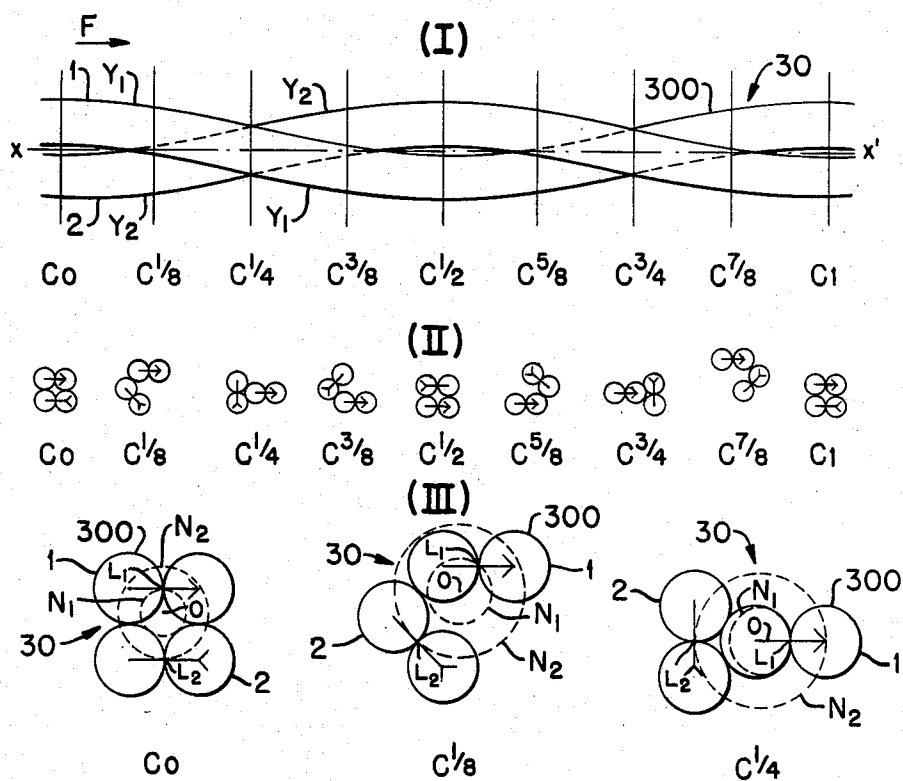 F
(I)
1 Y₁ Y₂ 300 30
X X'
2 Y₂ Y₁
Co C1/8 C1/4 C3/8 C1/2 C5/8 C3/4 C7/8 C1
(II)
Co C1/8 C1/4 C3/8 C1/2 C5/8 C3/4 C7/8 C1
(III)
300 N₂ 300 30
1 L₁ 30 L₁ O 1 2 N₁ 300
N₁ O N₁ O L₁
30 2 2 L₂ N₂ L₂ 1
L₂ N₂
Co C1/8 C1/4